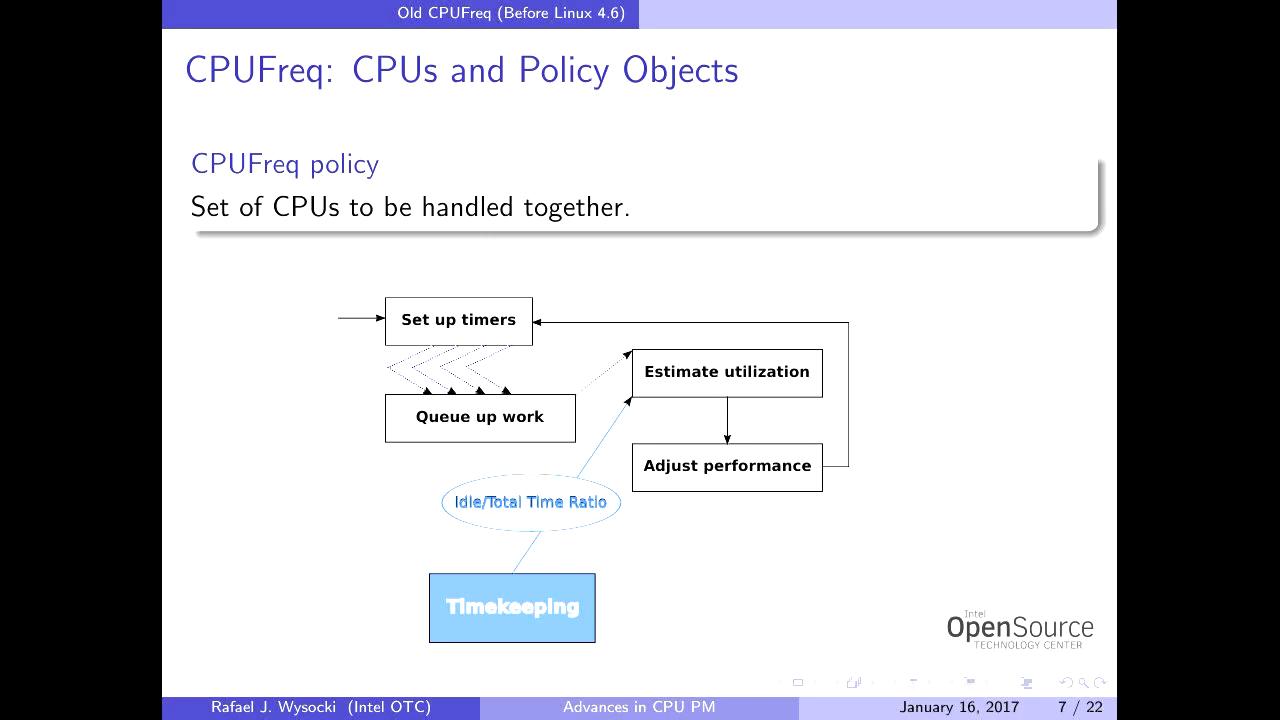 Old CPUFreq (Before Linux 4.6)
CPUFreq: CPUs and Policy Objects
CPUFreq policy
Set of CPUs to be handled together.
Set up timers
Estimate utilization
Queue up work
Adjust performance
Idle/Total Time Ratio
Timekeeping
Intel
OpenSource
TECHNOLOGY CENTER
Rafael J. Wysocki (Intel OTC) Advances in CPU PM January 16, 2017 7 / 22